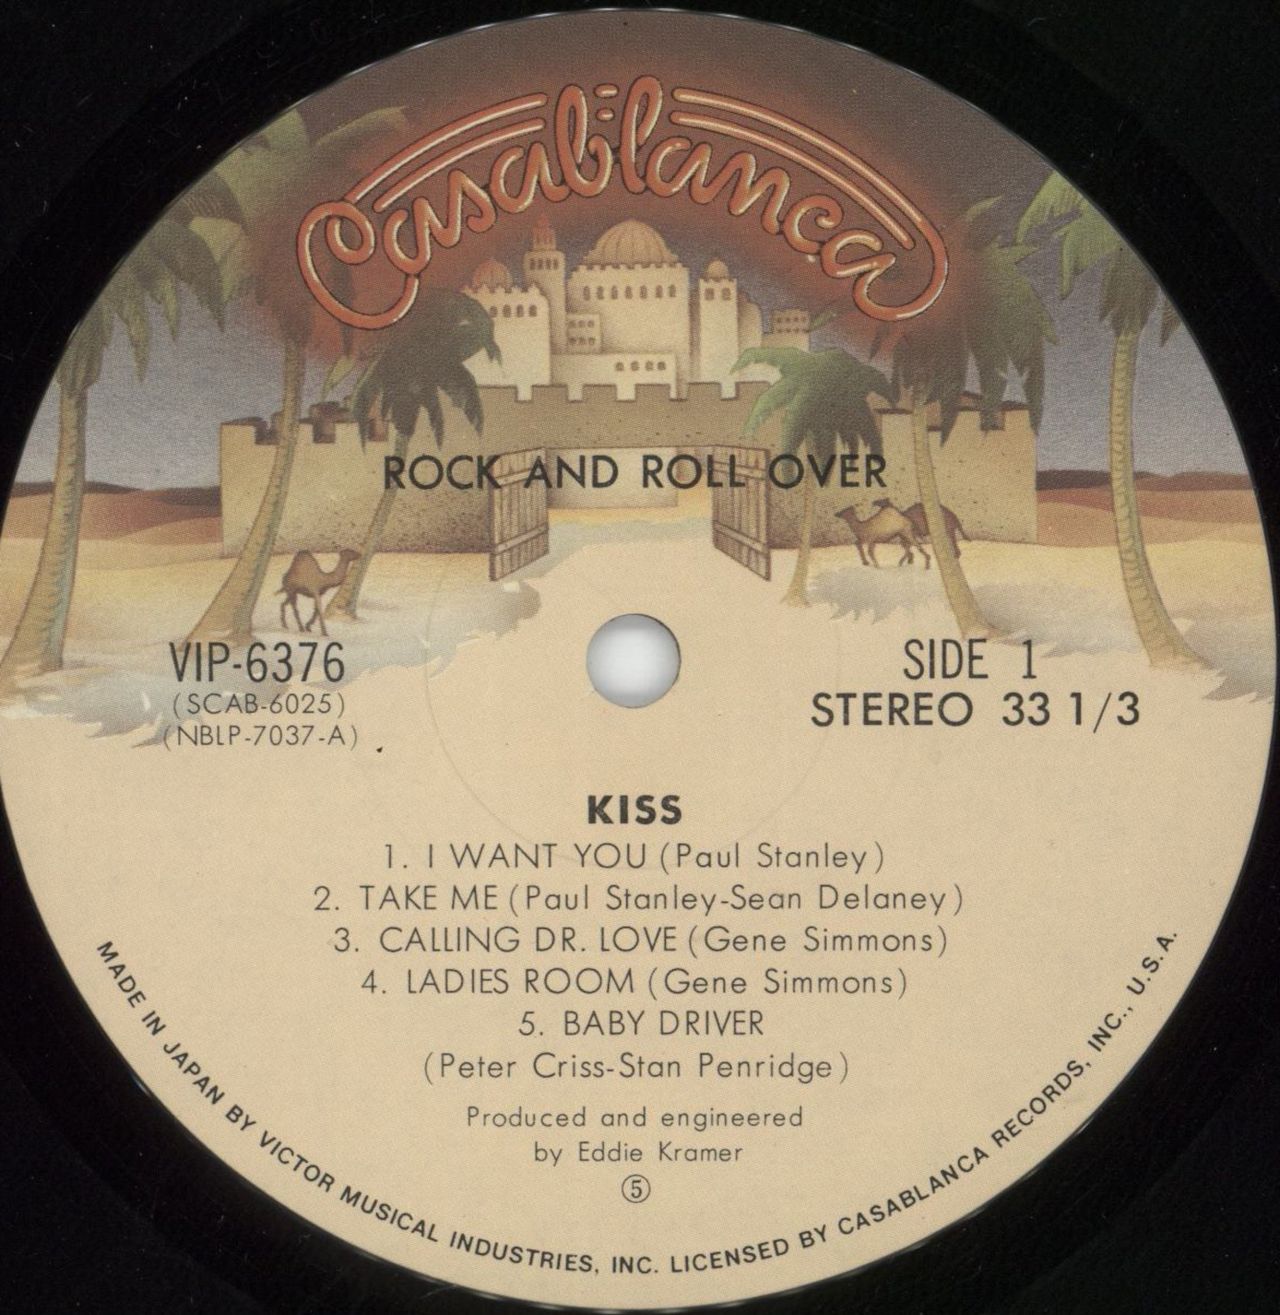 Casablanca
ROCK AND ROLL OVER
VIP-6376
(SCAB-6025)
(NBLP-7037-A)
SIDE 1
STEREO 33 1/3
KISS
1. I WANT YOU (Paul Stanley)
2. TAKE ME (Paul Stanley-Sean Delaney)
3. CALLING DR. LOVE (Gene Simmons)
4. LADIES ROOM (Gene Simmons)
5. BABY DRIVER
(Peter Criss-Stan Penridge)
Produced and engineered
by Eddie Kramer
⑤
MADE IN JAPAN BY VICTOR MUSICAL INDUSTRIES, INC. LICENSED BY CASABLANCA RECORDS, INC., U.S.A.